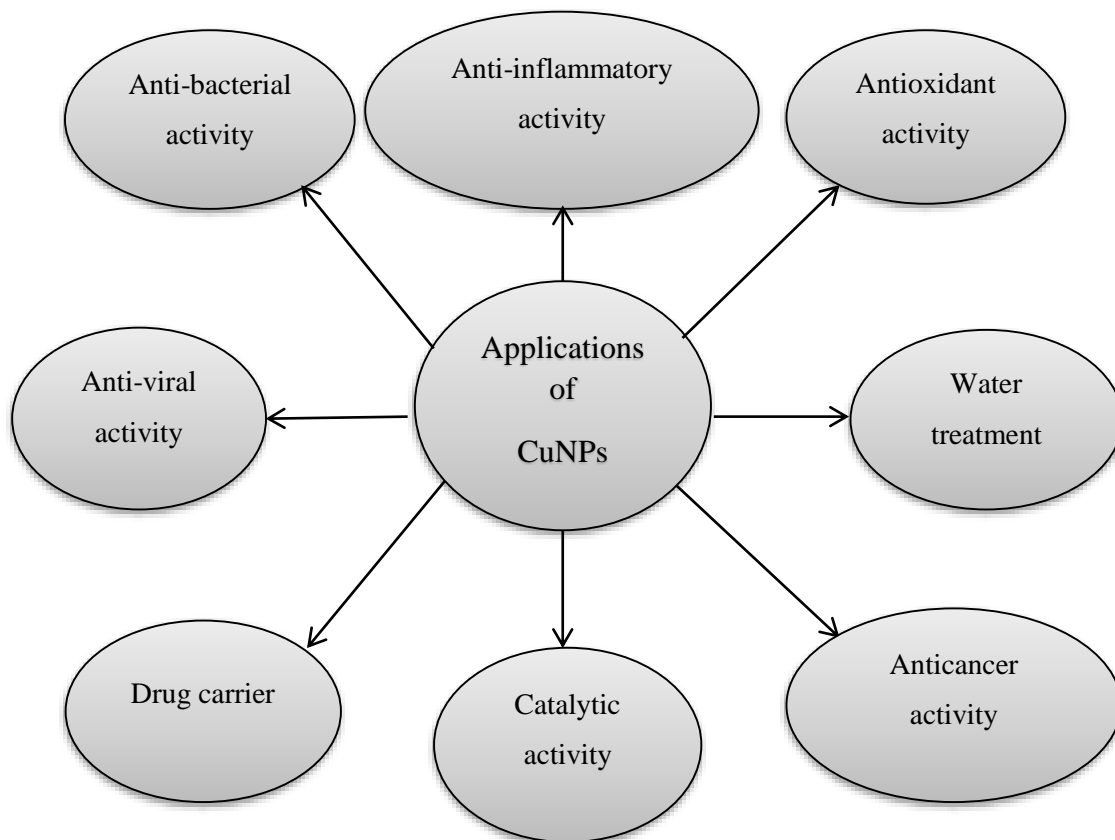 Anti-bacterial
activity
Anti-inflammatory
activity
Antioxidant
activity
Anti-viral
activity
Applications
of
CuNPs
Water
treatment
Drug carrier
Catalytic
activity
Anticancer
activity